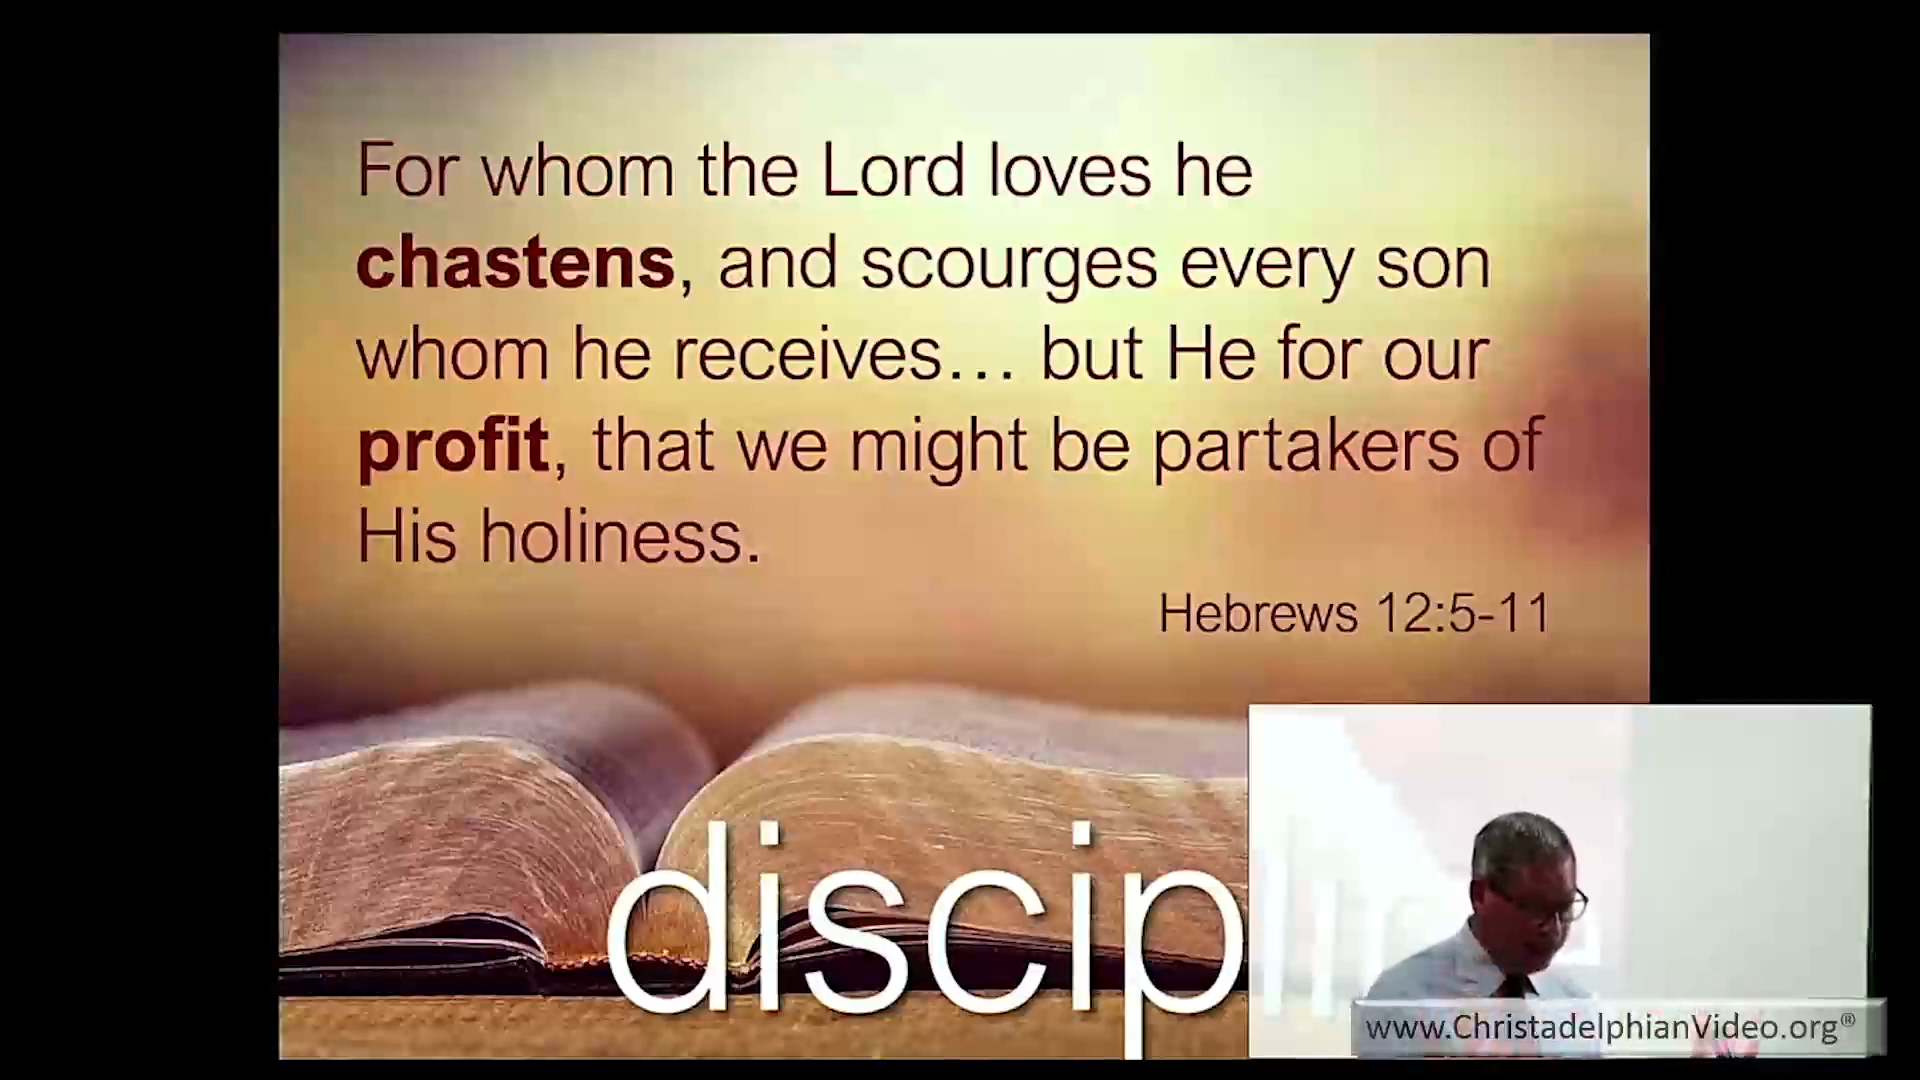 For whom the Lord loves he
chastens, and scourges every son
whom he receives... but He for our
profit, that we might be partakers of
His holiness.
Hebrews 12:5-11
discip
www.ChristadelphianVideo.org®